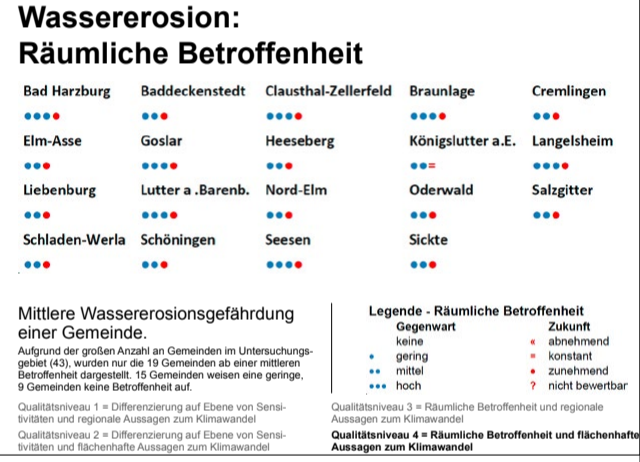 Wassererosion:
Räumliche Betroffenheit
Bad Harzburg Baddeckenstedt Clausthal-Zellerfeld Braunlage Cremlingen
Elm-Asse Goslar Heeseberg Königslutter a.E. Langelsheim
Liebenburg Lutter a .Barenb. Nord-Elm Oderwald Salzgitter
Schladen-Werla Schöningen Seesen Sickte
Mittlere Wassererosionsgefährdung
einer Gemeinde.
Aufgrund der großen Anzahl an Gemeinden im Untersuchungs-
gebiet (43), wurden nur die 19 Gemeinden ab einer mittleren
Betroffenheit dargestellt. 15 Gemeinden weisen eine geringe,
9 Gemeinden keine Betroffenheit auf.
Legende - Räumliche Betroffenheit
Gegenwart Zukunft
keine « abnehmend
gering = konstant
mittel zunehmend
hoch ? nicht bewertbar
Qualitätsniveau 1 = Differenzierung auf Ebene von Sensi-
tivitäten und regionale Aussagen zum Klimawandel
Qualitätsniveau 2 = Differenzierung auf Ebene von Sensi-
tivitäten und flächenhafte Aussagen zum Klimawandel
Qualitätsniveau 3 = Räumliche Betroffenheit und regionale
Aussagen zum Klimawandel
Qualitätsniveau 4 = Räumliche Betroffenheit und flächenhafte
Aussagen zum Klimawandel